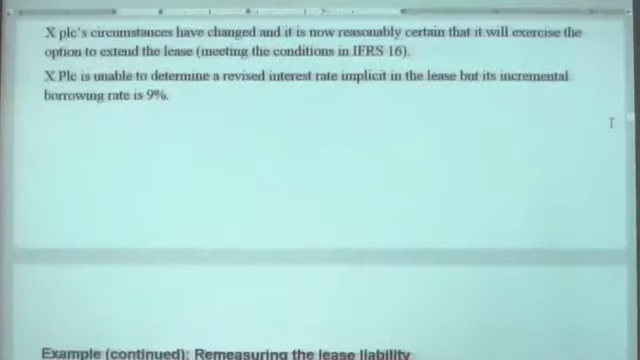 X plc's circumstances have changed and it is now reasonably certain that it will exercise the
option to extend the lease (meeting the conditions in IFRS 16).
X Plc is unable to determine a revised interest rate implicit in the lease but its incremental
borrowing rate is 9%.
Example (continued): Remeasuring the lease liability